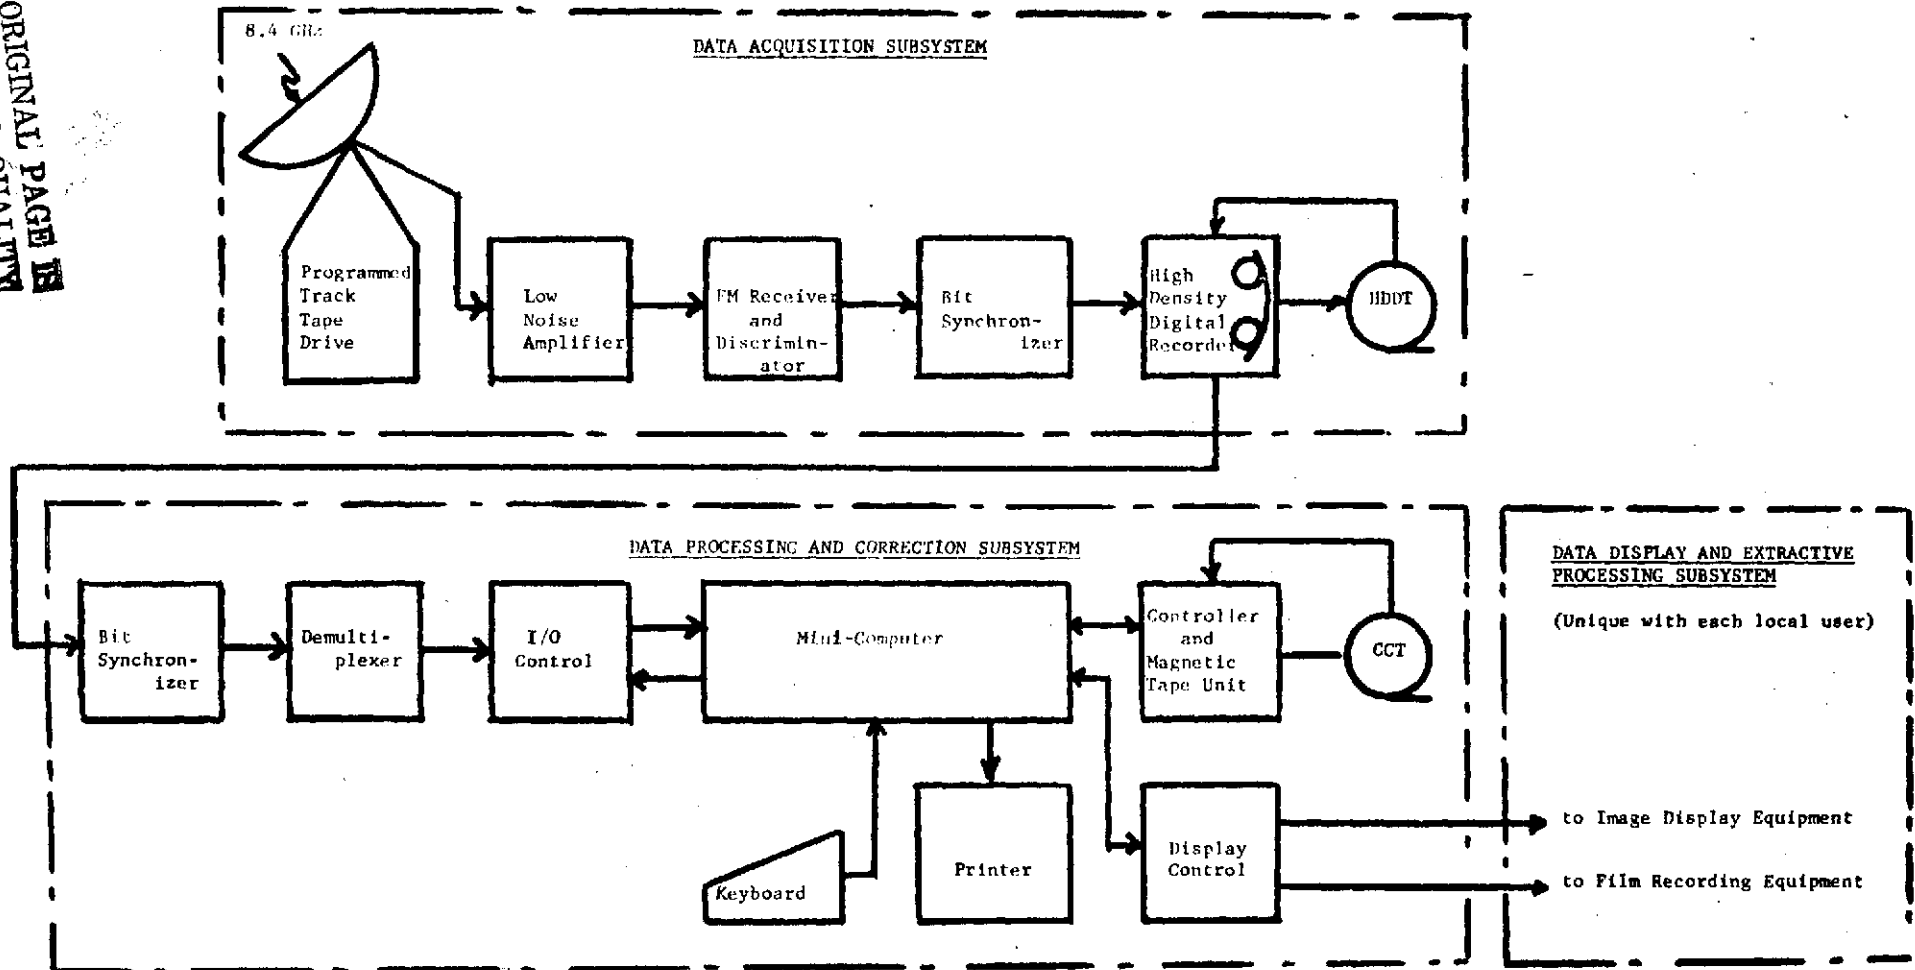 ORIGINAL PAGE IS
QUALITY
8.4 GHz
DATA ACQUISITION SUBSYSTEM
Programmed
Track
Tape
Drive
Low
Noise
Amplifier
FM Receiver
and
Discrimin-
ator
Bit
Synchron-
izer
High
Density
Digital
Recorder
HDDT
DATA PROCESSING AND CORRECTION SUBSYSTEM
Bit
Synchron-
izer
Demulti-
plexer
I/O
Control
Mini-Computer
Controller
and
Magnetic
Tape Unit
CCT
Keyboard
Printer
Display
Control
DATA DISPLAY AND EXTRACTIVE
PROCESSING SUBSYSTEM
(Unique with each local user)
to Image Display Equipment
to Film Recording Equipment